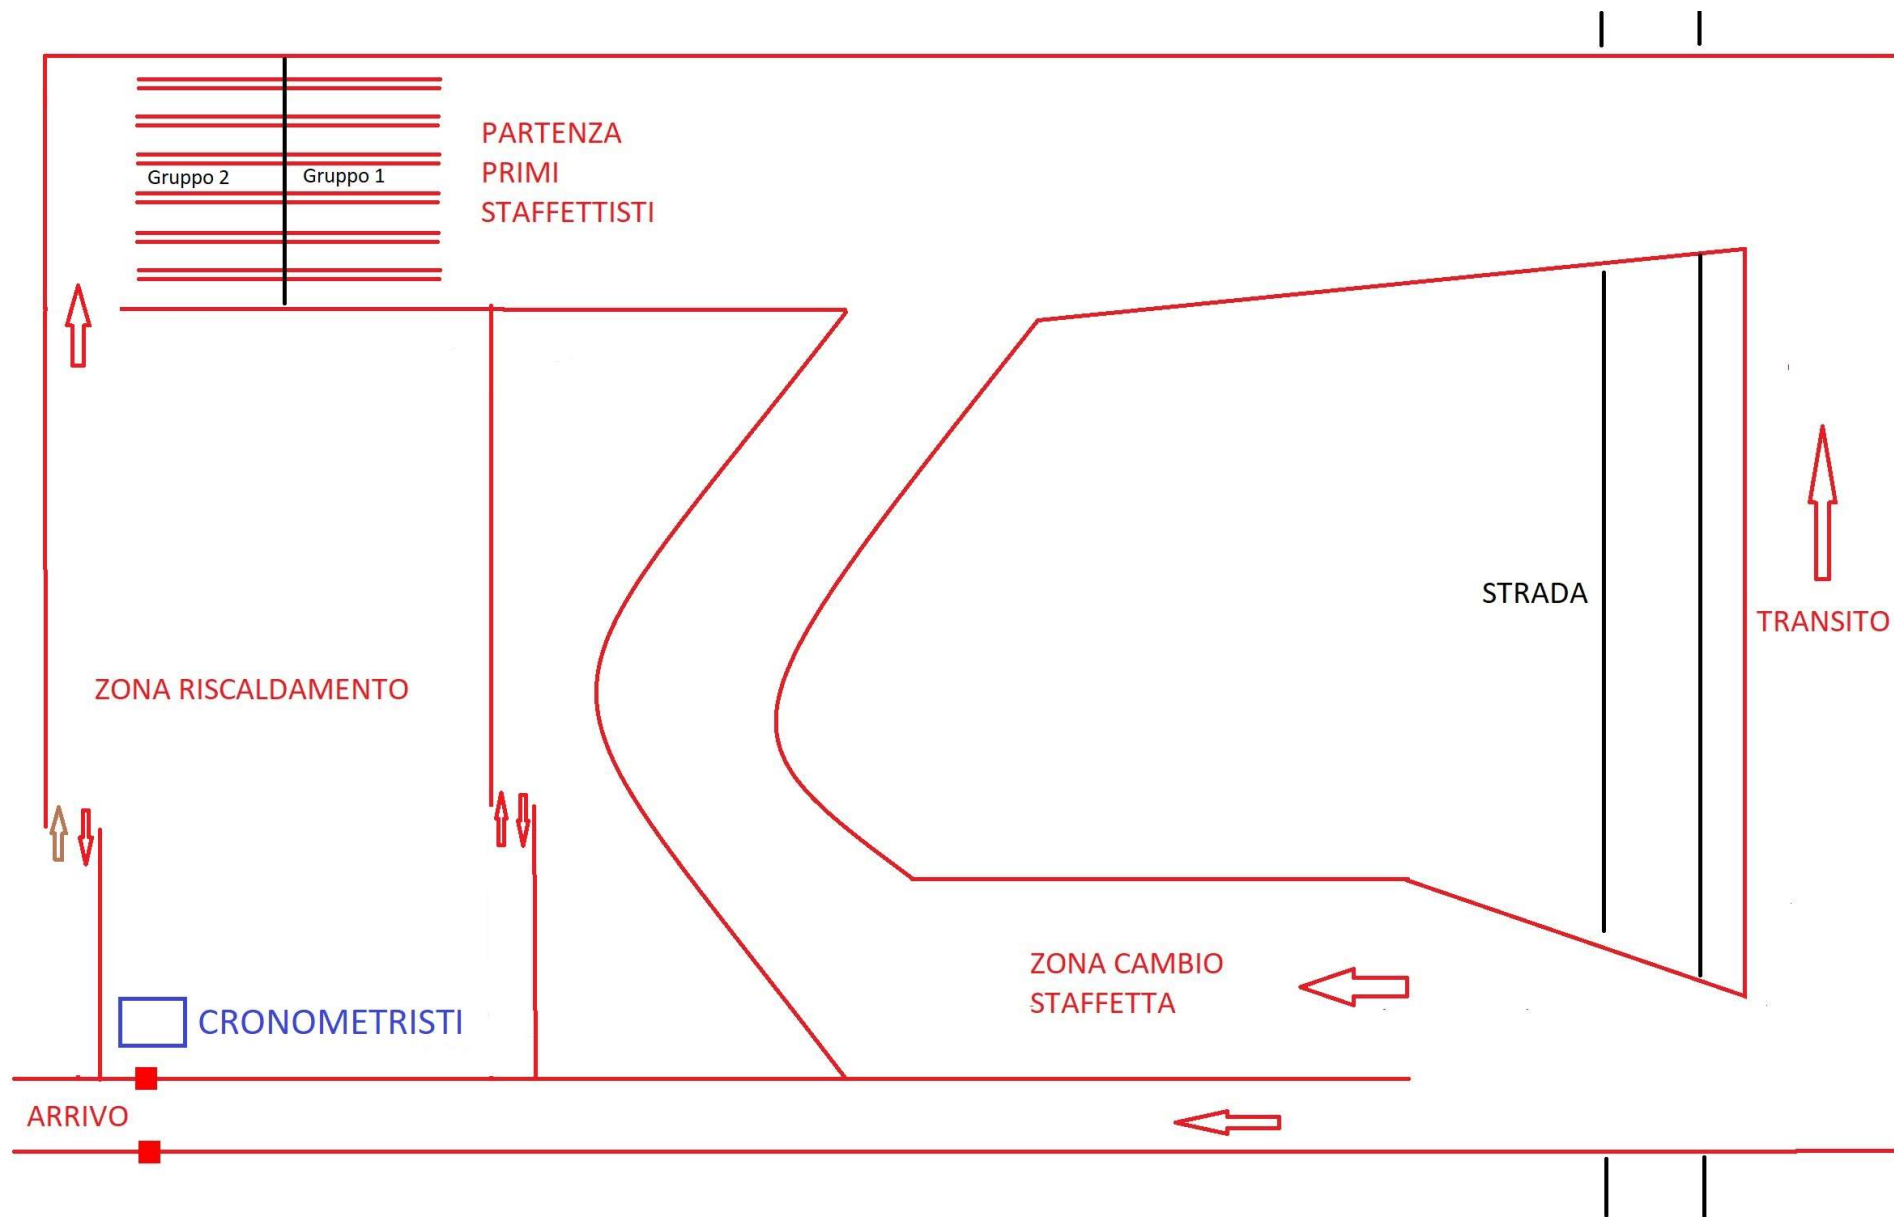 PARTENZA
PRIMI
STAFFETTISTI
Gruppo 2
Gruppo 1
STRADA
TRANSITO
ZONA RISCALDAMENTO
ZONA CAMBIO
STAFFETTA
CRONOMETRISTI
ARRIVO